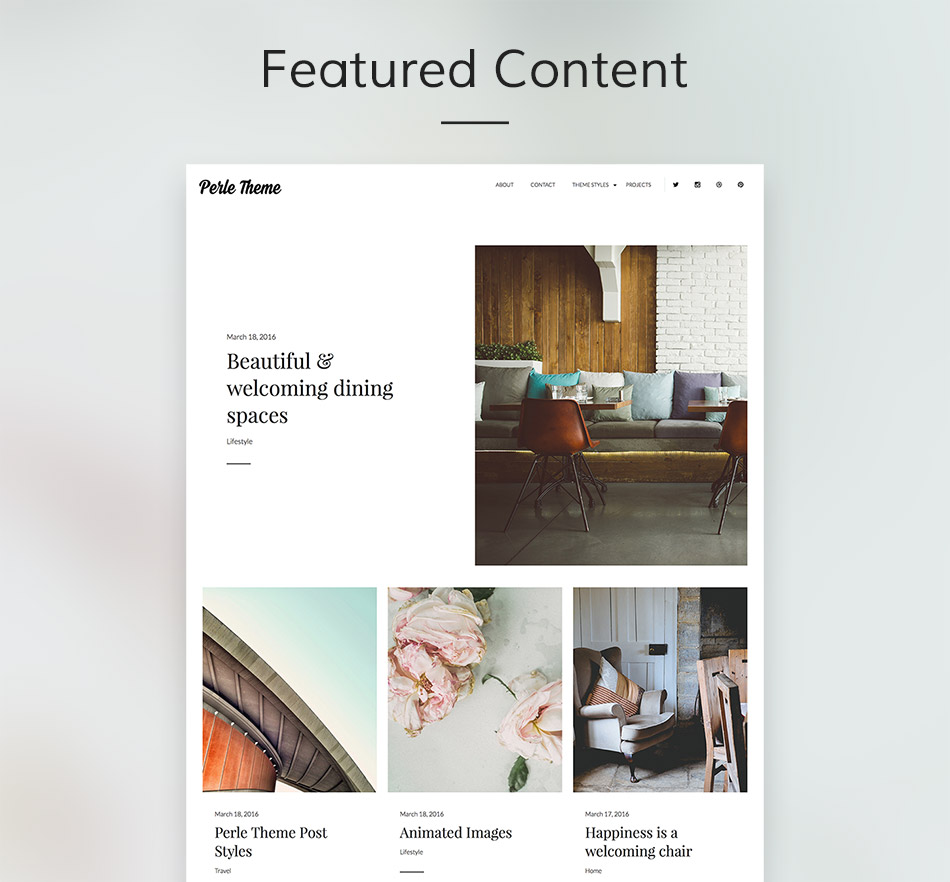 Featured Content
Perle Theme
ABOUT CONTACT THEME STYLES PROJECTS
March 18, 2016
Beautiful &
welcoming dining
spaces
Lifestyle
March 18, 2016
Perle Theme Post
Styles
Travel
March 18, 2016
Animated Images
Lifestyle
March 17, 2016
Happiness is a
welcoming chair
Home